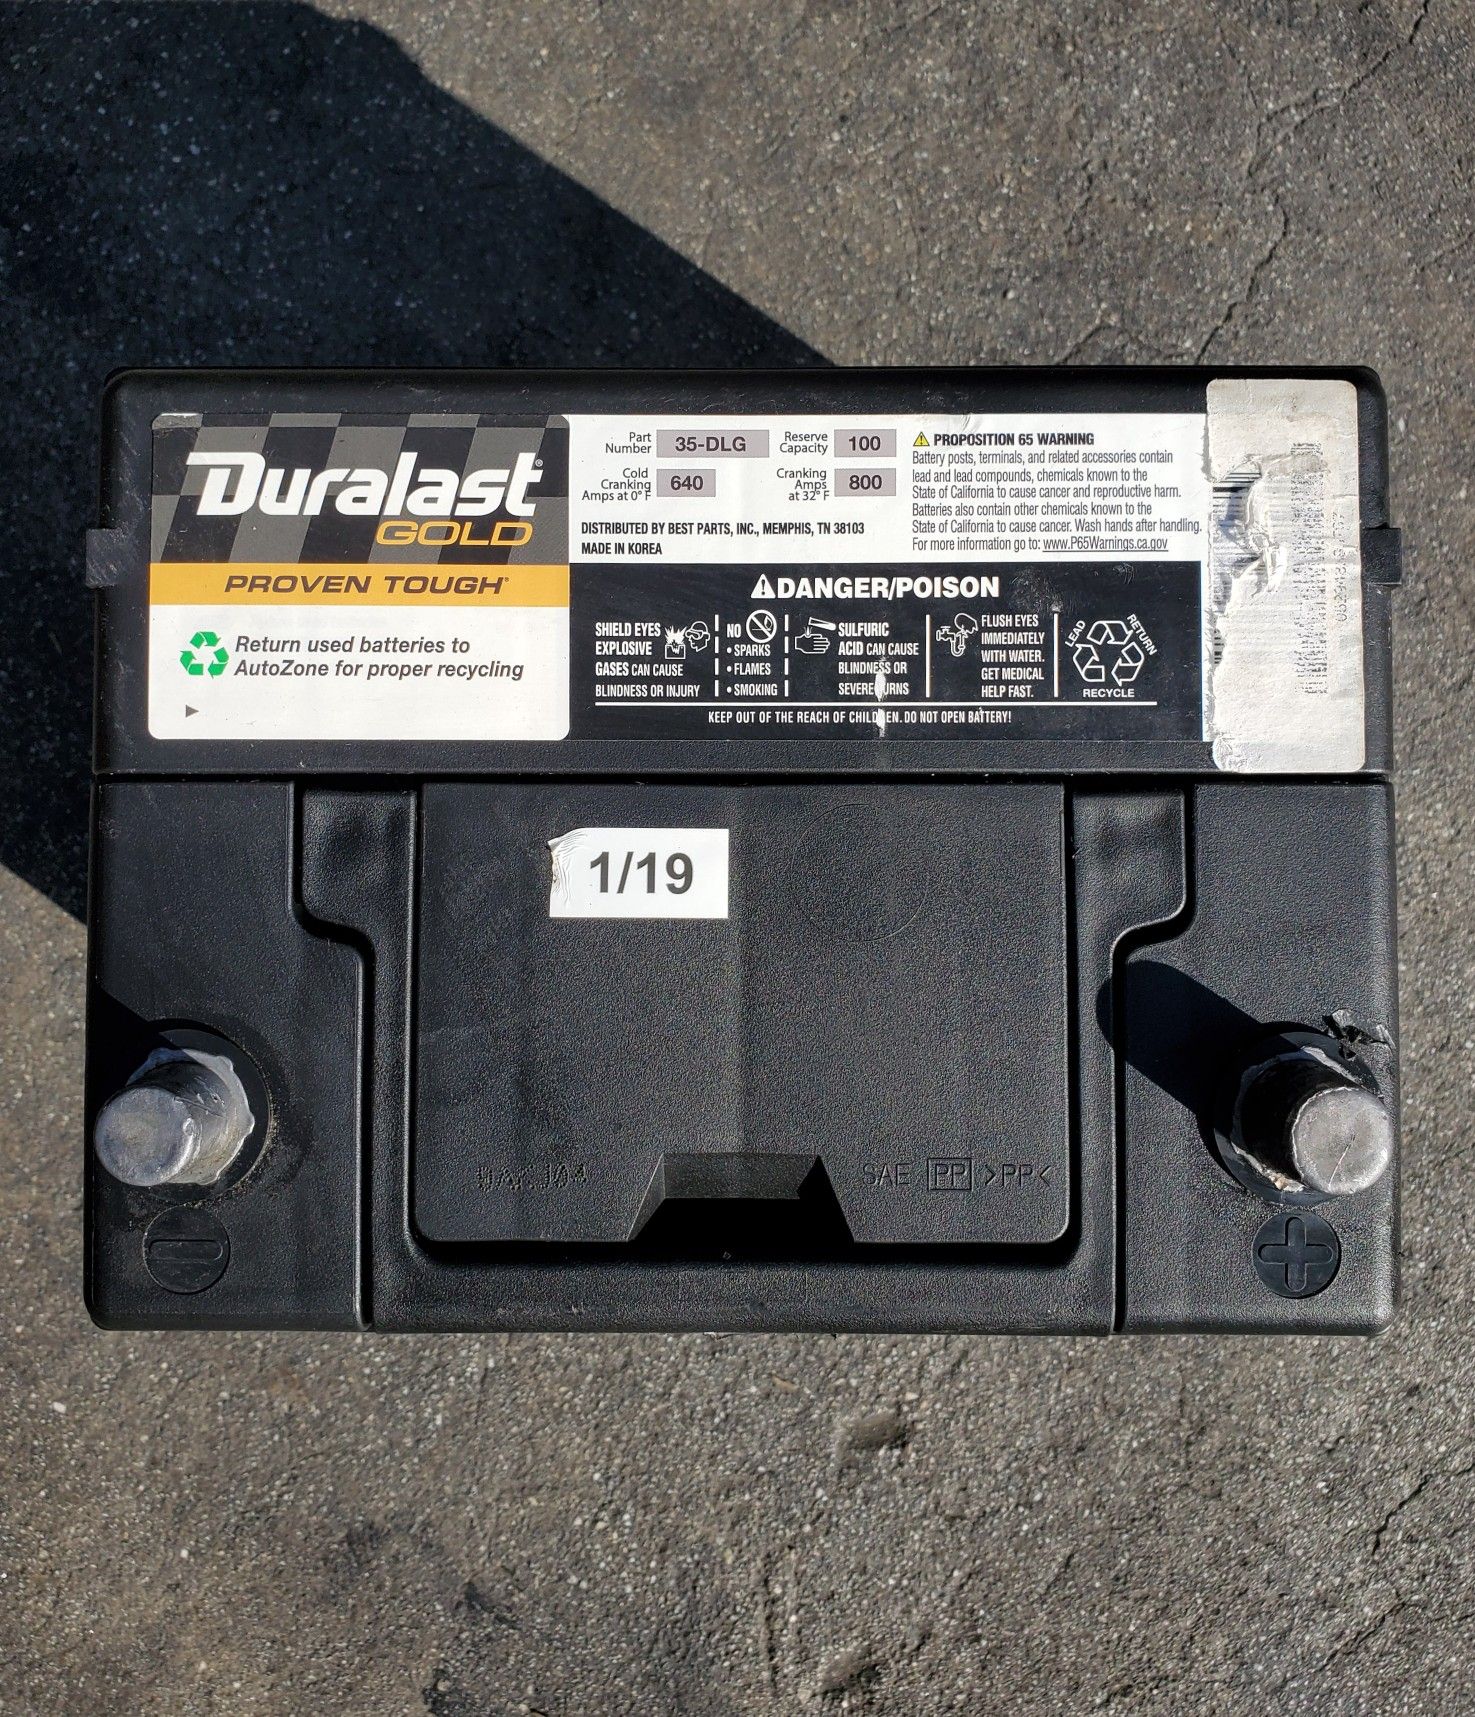 Duralast®
GOLD
PROVEN TOUGH®
Return used batteries to
AutoZone for proper recycling
Part Number 35-DLG
Reserve Capacity 100
Cold Cranking Amps at 0° F 640
Cranking Amps at 32° F 800
DISTRIBUTED BY BEST PARTS, INC., MEMPHIS, TN 38103
MADE IN KOREA
PROPOSITION 65 WARNING
Battery posts, terminals, and related accessories contain
lead and lead compounds, chemicals known to the
State of California to cause cancer and reproductive harm.
Batteries also contain other chemicals known to the
State of California to cause cancer. Wash hands after handling.
For more information go to: www.P65Warnings.ca.gov
DANGER/POISON
SHIELD EYES
EXPLOSIVE
GASES CAN CAUSE
BLINDNESS OR INJURY
NO
• SPARKS
• FLAMES
• SMOKING
SULFURIC
ACID CAN CAUSE
BLINDNESS OR
SEVERE BURNS
FLUSH EYES
IMMEDIATELY
WITH WATER.
GET MEDICAL
HELP FAST.
LEAD
RETURN
RECYCLE
KEEP OUT OF THE REACH OF CHILDREN. DO NOT OPEN BATTERY!
1/19
SAE PP >PP<